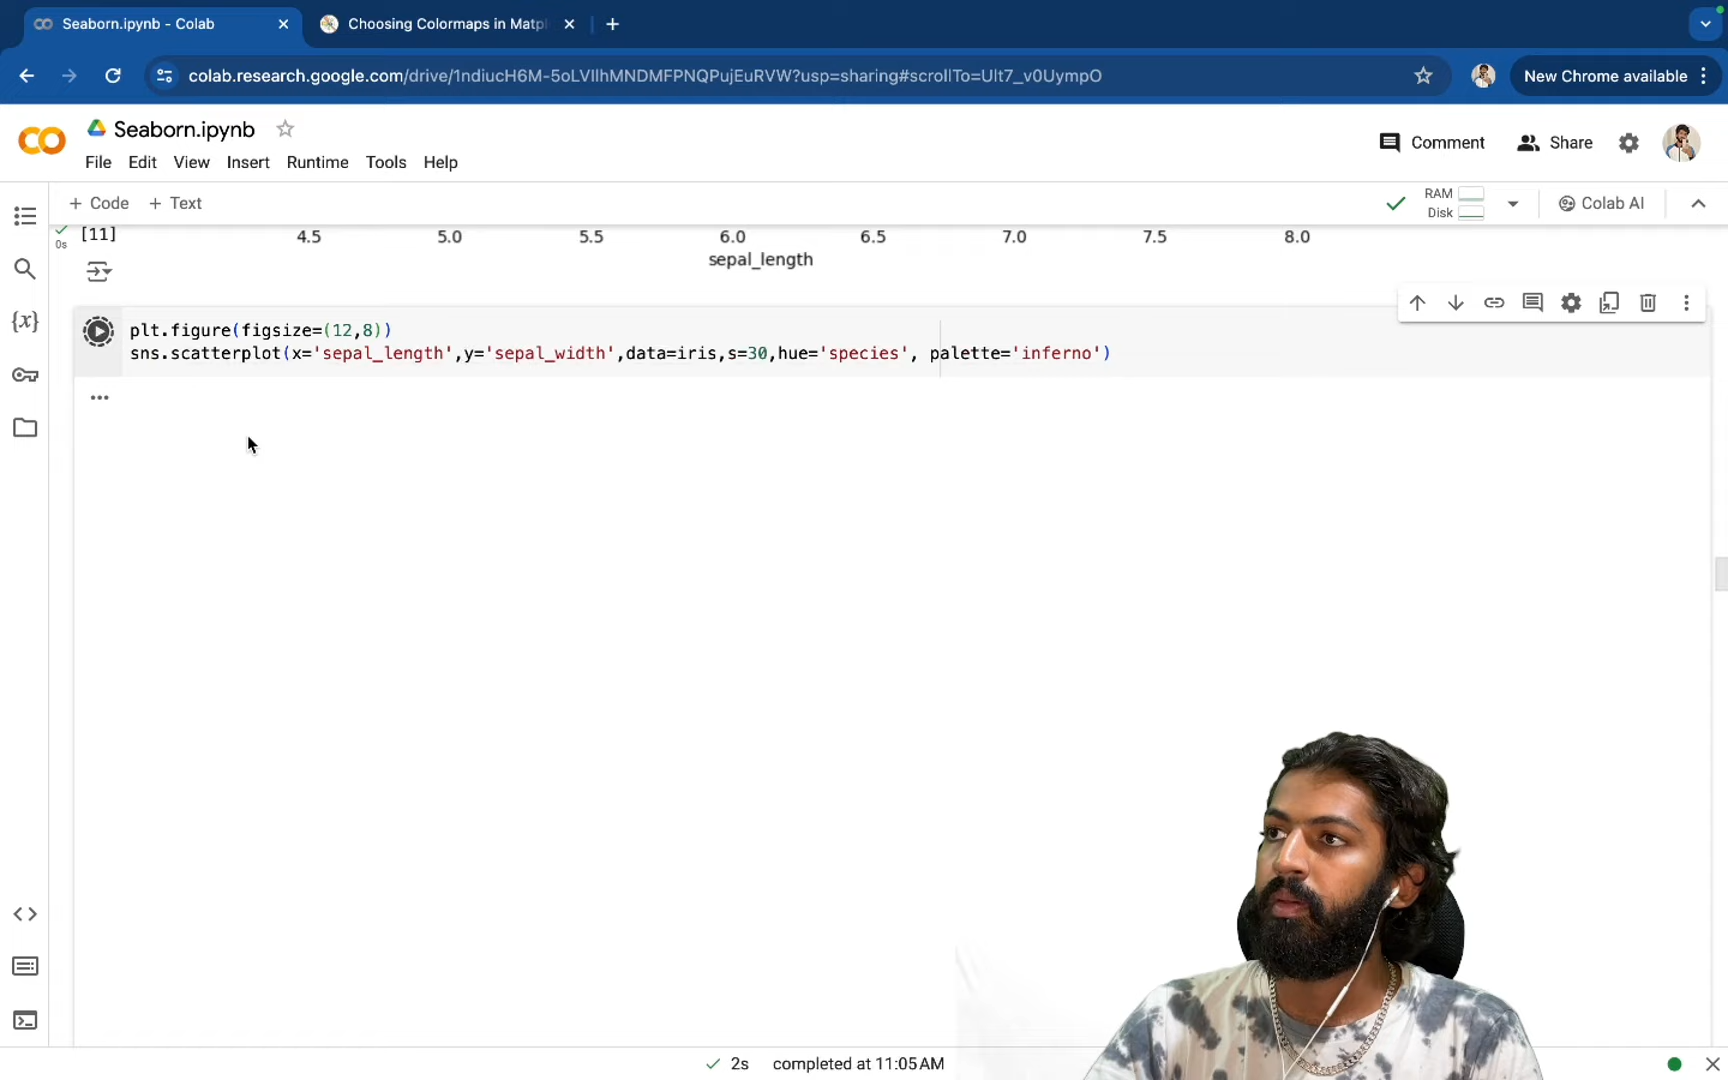 Seaborn.ipynb - Colab
Choosing Colormaps in Matpl
colab.research.google.com/drive/1ndiucH6M-5oLVIlhMNDMFPNQPujEuRVW?usp=sharing#scrollTo=Ult7_v0UympO
New Chrome available
Seaborn.ipynb
File Edit View Insert Runtime Tools Help
Comment
Share
+ Code + Text
RAM
Disk
Colab AI
[11]
0s
4.5 5.0 5.5 6.0 6.5 7.0 7.5 8.0
sepal_length
plt.figure(figsize=(12,8))
sns.scatterplot(x='sepal_length',y='sepal_width',data=iris,s=30,hue='species', palette='inferno')
2s completed at 11:05 AM